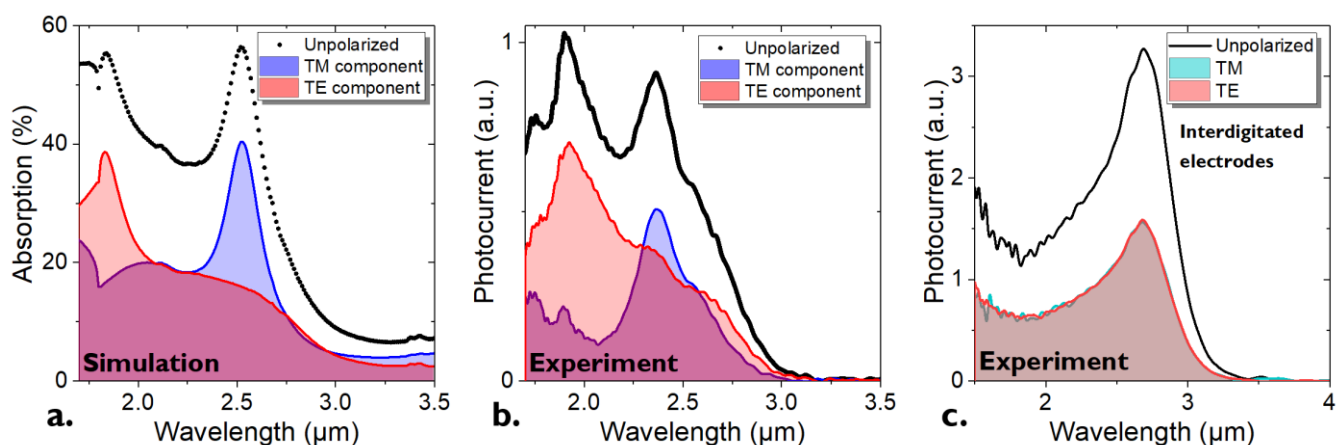 60
40
20
0
Absorption (%)
Unpolarized
TM component
TE component
Simulation
a.
2.0
2.5
3.0
3.5
Wavelength (µm)
1
0
Photocurrent (a.u.)
Unpolarized
TM component
TE component
Experiment
b.
2.0
2.5
3.0
3.5
Wavelength (µm)
3
2
1
0
Photocurrent (a.u.)
Unpolarized
TM
TE
Interdigitated
electrodes
Experiment
c.
2
3
4
Wavelength (µm)